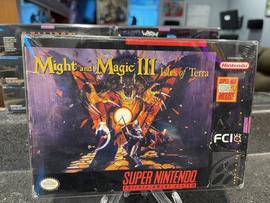 Might and Magic III
Isles of Terra
Nintendo
FCI
SUPER NINTENDO
ENTERTAINMENT SYSTEM